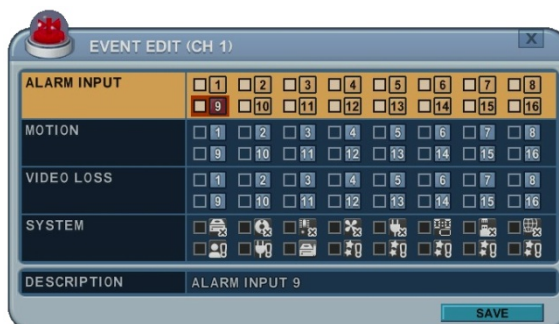 EVENT EDIT (CH 1) X
ALARM INPUT 1 2 3 4 5 6 7 8
9 10 11 12 13 14 15 16
MOTION 1 2 3 4 5 6 7 8
9 10 11 12 13 14 15 16
VIDEO LOSS 1 2 3 4 5 6 7 8
9 10 11 12 13 14 15 16
SYSTEM
DESCRIPTION ALARM INPUT 9
SAVE